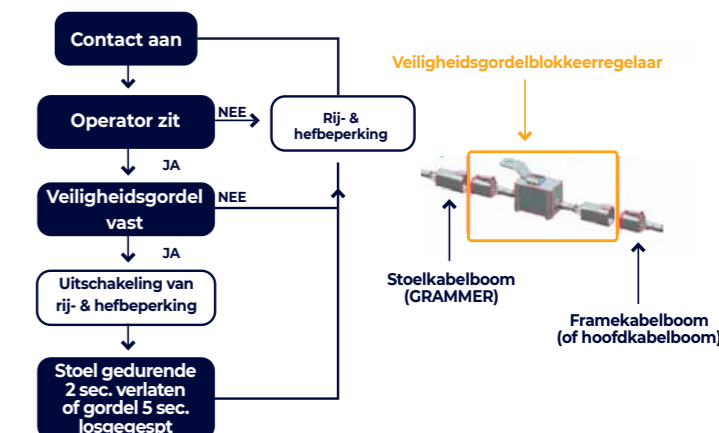 Contact aan
Operator zit
NEE
Rij- &
hefbeperking
JA
Veiligheidsgordel
vast
NEE
JA
Uitschakeling van
rij- & hefbeperking
Stoel gedurende
2 sec. verlaten
of gordel 5 sec.
losgegespt
Veiligheidsgordelblokkeerregelaar
Stoelkabelboom
(GRAMMER)
Framekabelboom
(of hoofdkabelboom)